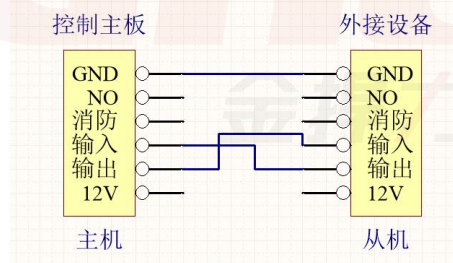 控制主板 外接设备
GND GND
NO NO
消防 消防
输入 输入
输出 输出
12V 12V
主机 从机